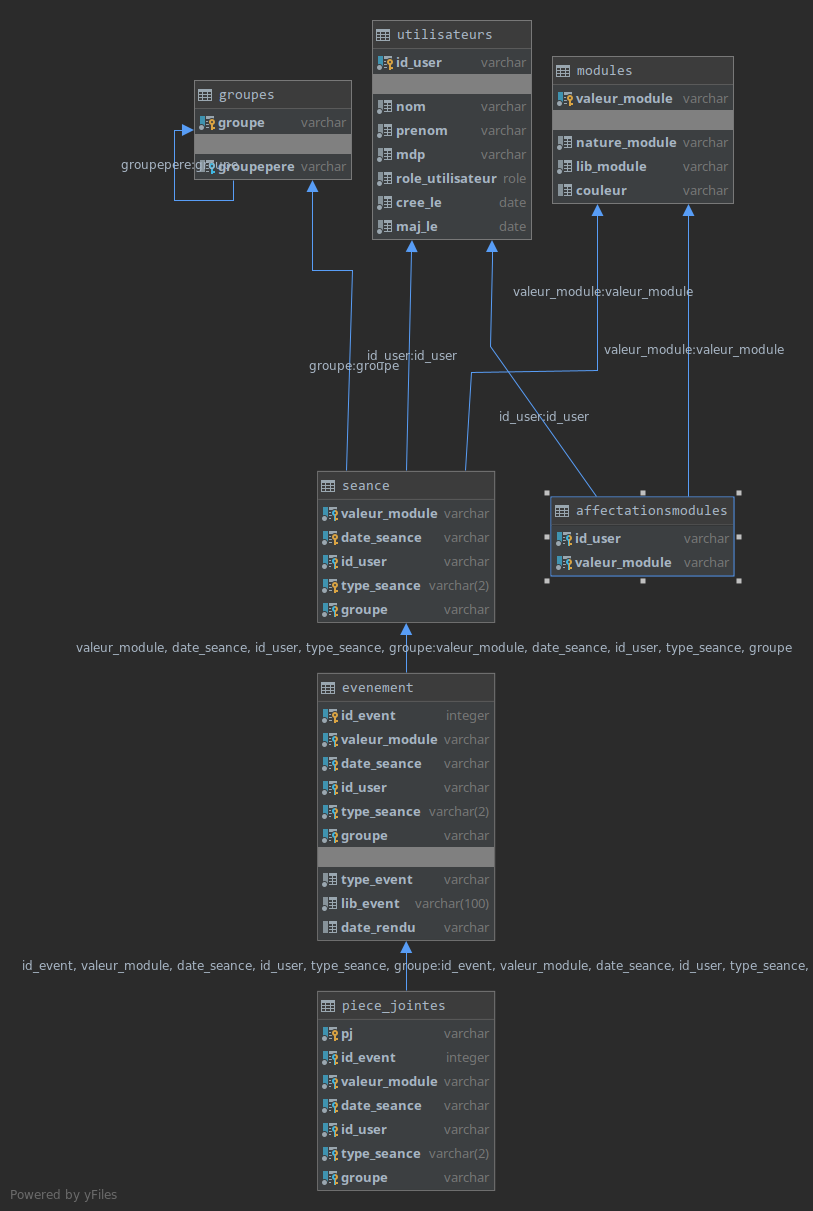 utilisateurs
id_user varchar
nom varchar
prenom varchar
mdp varchar
role_utilisateur role
cree_le date
maj_le date
modules
valeur_module varchar
nature_module varchar
lib_module varchar
couleur varchar
groupes
groupe varchar
groupepere varchar
groupepere:groupe
valeur_module:valeur_module
valeur_module:valeur_module
id_user:id_user
groupe:groupe
id_user:id_user
seance
valeur_module varchar
date_seance varchar
id_user varchar
type_seance varchar(2)
groupe varchar
affectationsmodules
id_user varchar
valeur_module varchar
valeur_module, date_seance, id_user, type_seance, groupe:valeur_module, date_seance, id_user, type_seance, groupe
evenement
id_event integer
valeur_module varchar
date_seance varchar
id_user varchar
type_seance varchar(2)
groupe varchar
type_event varchar
lib_event varchar(100)
date_rendu varchar
id_event, valeur_module, date_seance, id_user, type_seance, groupe:id_event, valeur_module, date_seance, id_user, type_seance,
piece_jointes
pj varchar
id_event integer
valeur_module varchar
date_seance varchar
id_user varchar
type_seance varchar(2)
groupe varchar
Powered by yFiles